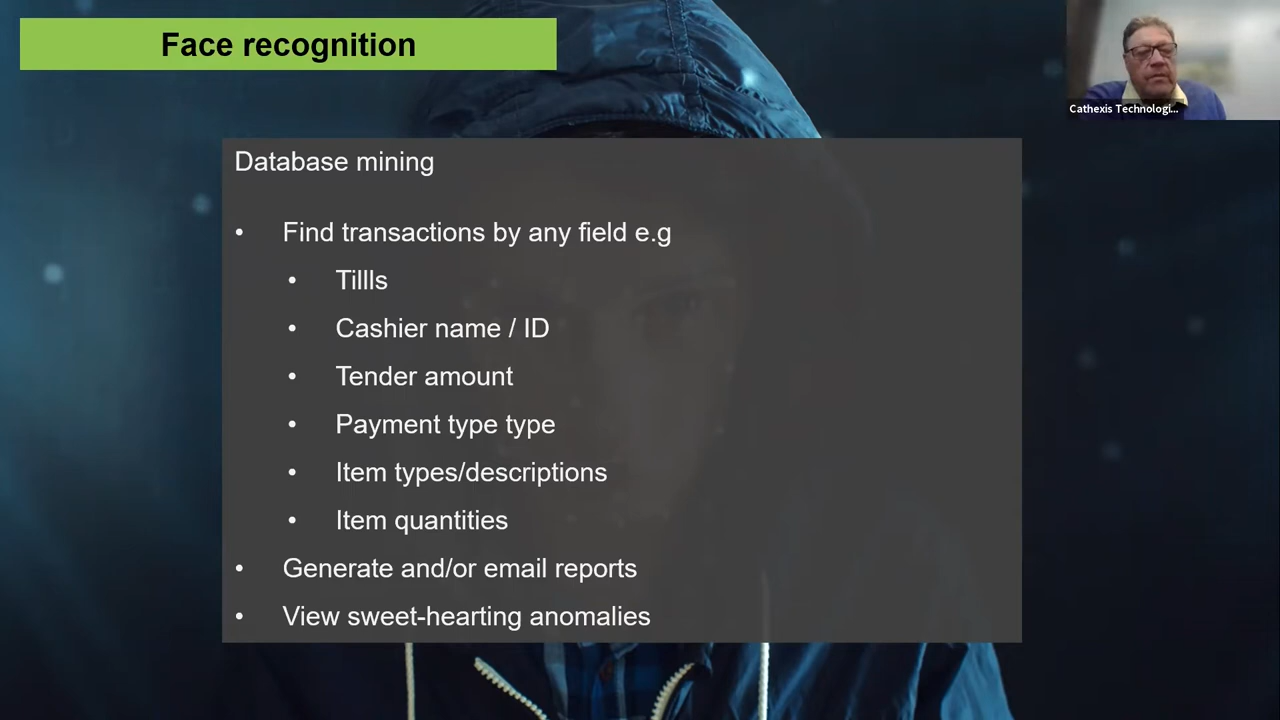 Face recognition
Cathexis Technologi...
Database mining
• Find transactions by any field e.g
• Tillls
• Cashier name / ID
• Tender amount
• Payment type type
• Item types/descriptions
• Item quantities
• Generate and/or email reports
• View sweet-hearting anomalies